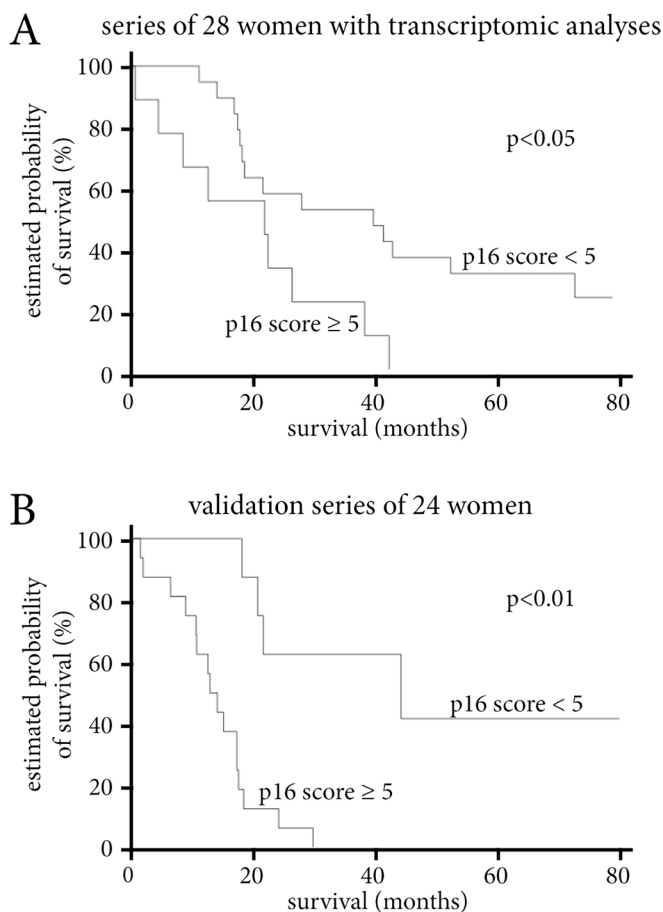 A
series of 28 women with transcriptomic analyses
estimated probability
of survival (%)
100
80
60
40
20
0
p<0.05
p16 score < 5
p16 score ≥ 5
0 20 40 60 80
survival (months)
B
validation series of 24 women
estimated probability
of survival (%)
100
80
60
40
20
0
p<0.01
p16 score < 5
p16 score ≥ 5
0 20 40 60 80
survival (months)